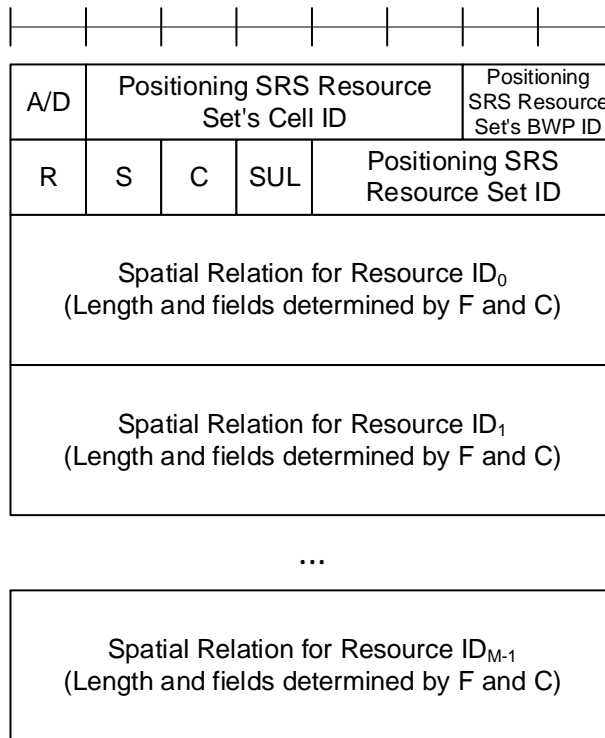 A/D
Positioning SRS Resource
Set's Cell ID
Positioning
SRS Resource
Set's BWP ID
R
S
C
SUL
Positioning SRS
Resource Set ID
Spatial Relation for Resource ID0
(Length and fields determined by F and C)
Spatial Relation for Resource ID1
(Length and fields determined by F and C)
...
Spatial Relation for Resource IDM-1
(Length and fields determined by F and C)